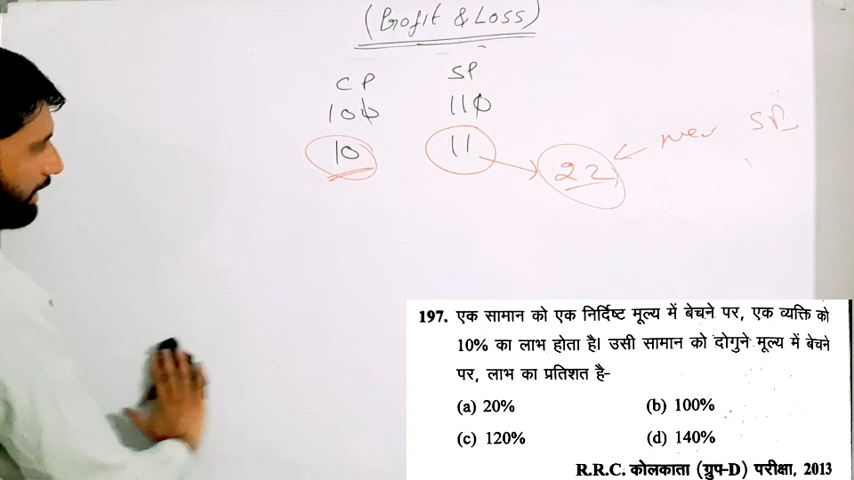 (Profit & Loss)
CP SP
100 110
10 11 22 ← new SP
197. एक सामान को एक निर्दिष्ट मूल्य में बेचने पर, एक व्यक्ति को
10% का लाभ होता है। उसी सामान को दोगुने मूल्य में बेचने
पर, लाभ का प्रतिशत है-
(a) 20% (b) 100%
(c) 120% (d) 140%
R.R.C. कोलकाता (ग्रुप-D) परीक्षा, 2013